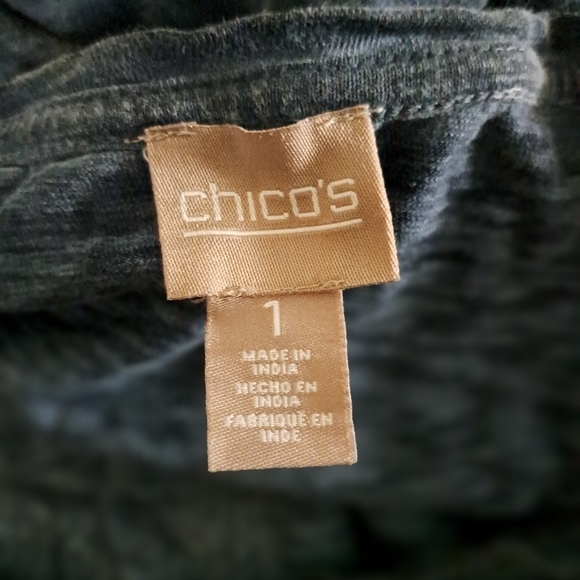 chico's
1
MADE IN
INDIA
HECHO EN
INDIA
FABRIQUÉ EN
INDE